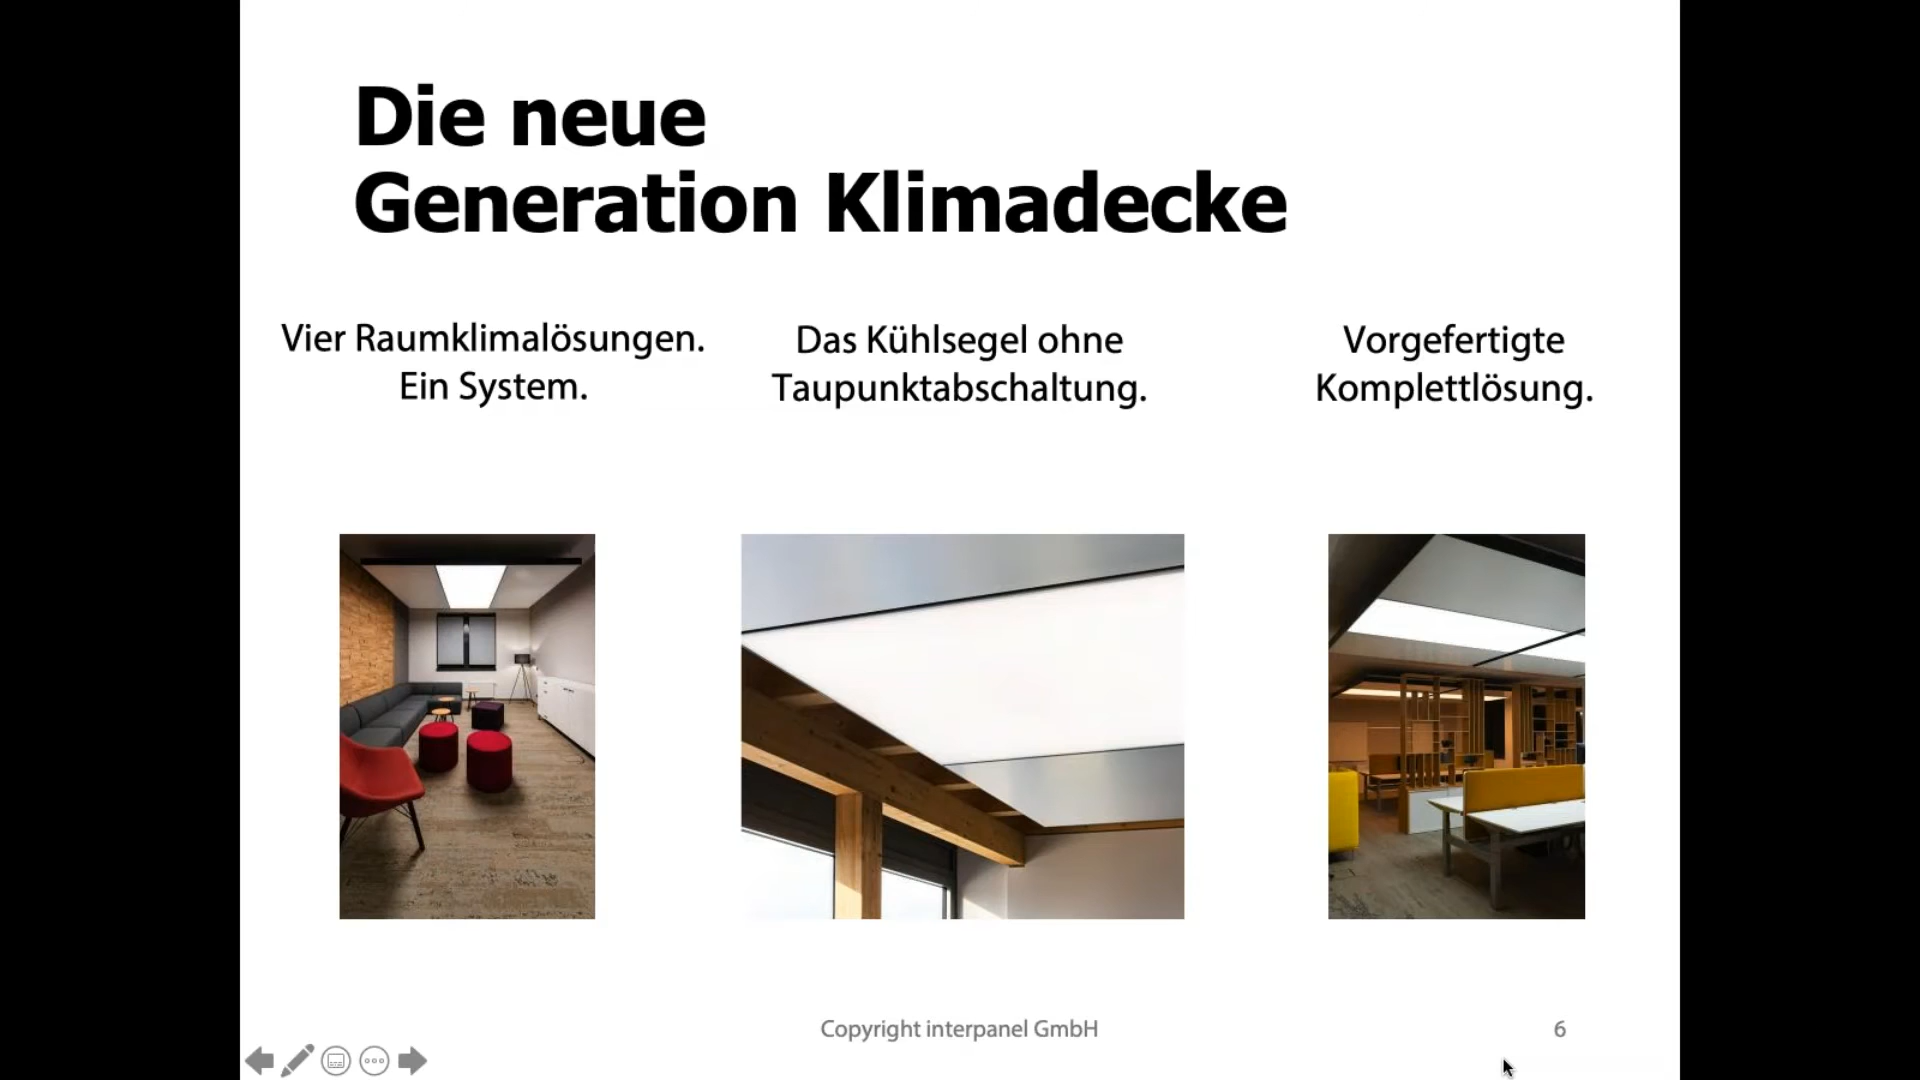 Die neue
Generation Klimadecke
Vier Raumklimalösungen.
Ein System.
Das Kühlsegel ohne
Taupunktabschaltung.
Vorgefertigte
Komplettlösung.
Copyright interpanel GmbH
6